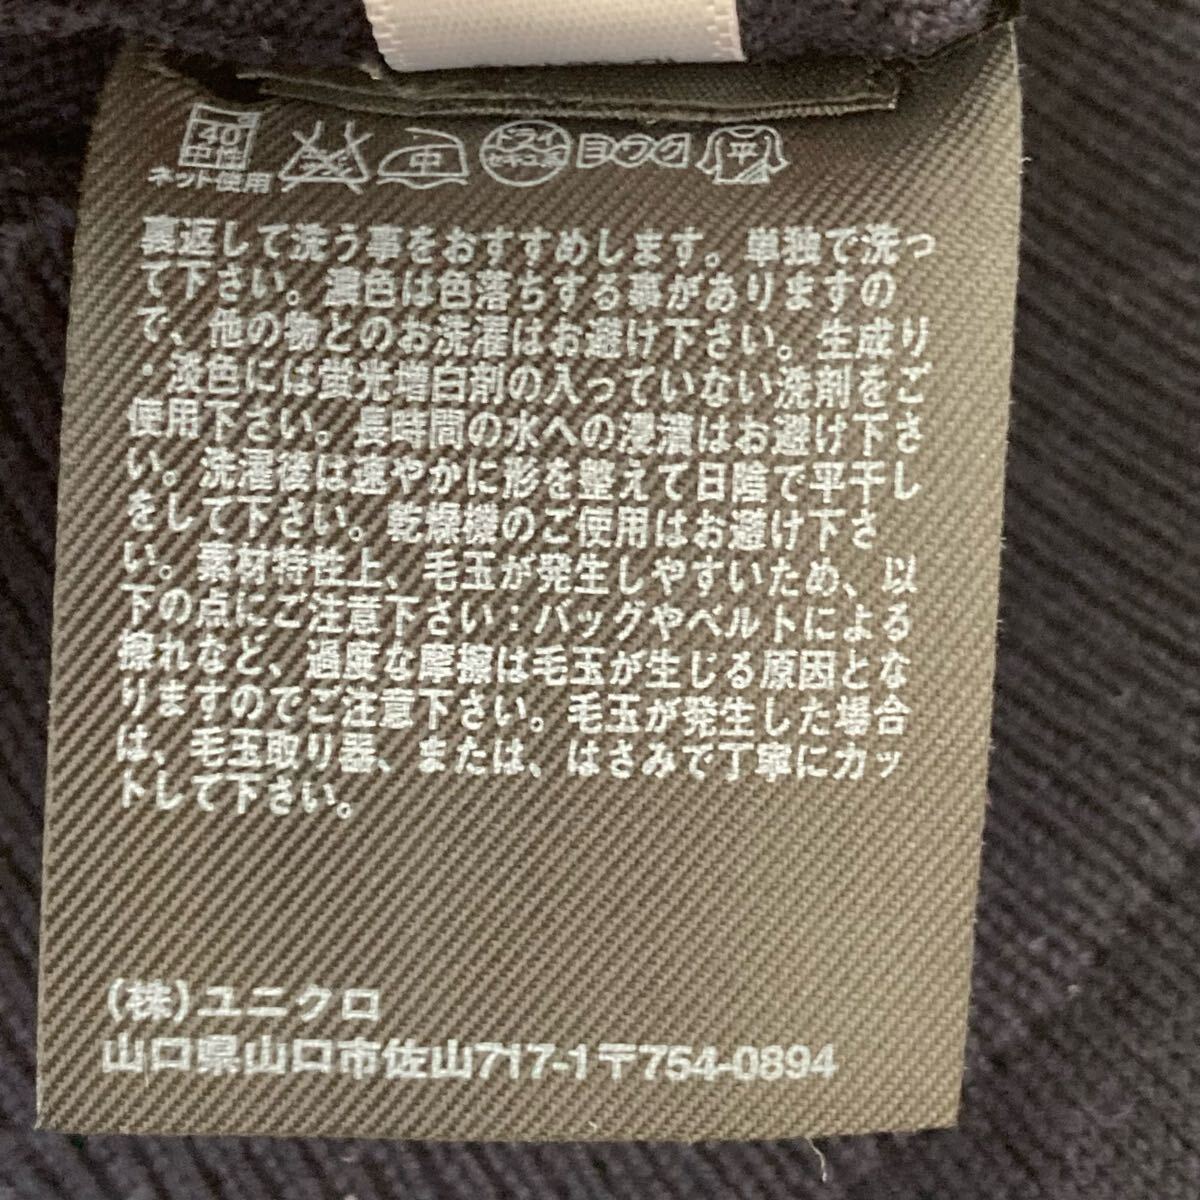 40
中性
ネット使用
中
ドライ
セキユ系
ヨワク
平
裏返して洗う事をおすすめします。単独で洗っ
て下さい。濃色は色落ちする事がありますの
で、他の物とのお洗濯はお避け下さい。生成り
・淡色には蛍光増白剤の入っていない洗剤をご
使用下さい。長時間の水への浸漬はお避け下さ
い。洗濯後は速やかに形を整えて日陰で平干し
をして下さい。乾燥機のご使用はお避け下さ
い。素材特性上、毛玉が発生しやすいため、以
下の点にご注意下さい：バッグやベルトによる
擦れなど、過度な摩擦は毛玉が生じる原因とな
りますのでご注意下さい。毛玉が発生した場合
は、毛玉取り器、または、はさみで丁寧にカッ
トして下さい。
(株)ユニクロ
山口県山口市佐山717-1〒754-0894